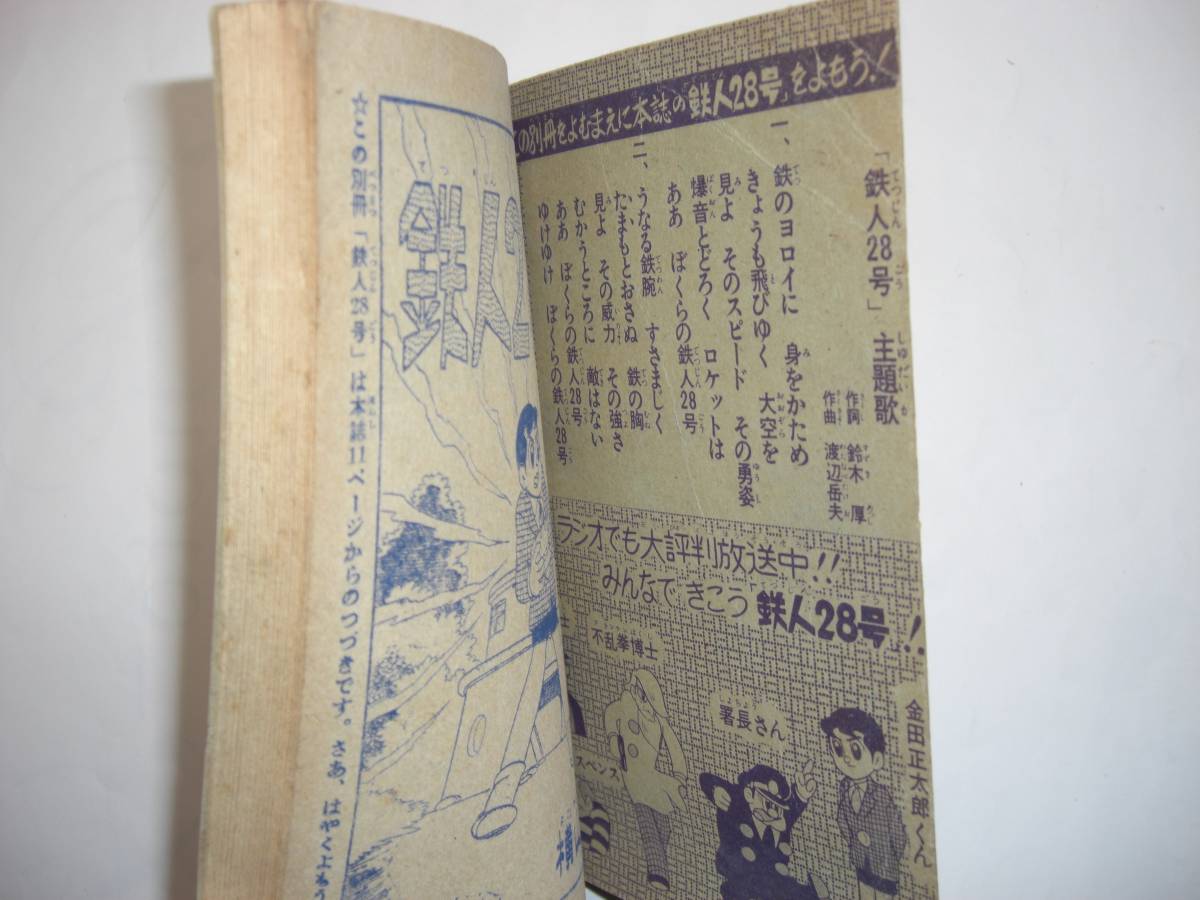 の別冊をよむまえに本誌の「鉄人28号」をよもう!
「鉄人28号」主題歌
作詞 鈴木 厚
作曲 渡辺岳夫
一、鉄のヨロイに 身をかため
きょうも飛びゆく 大空を
見よ そのスピード その勇姿
爆音とどろく ロケットは
ああ ぼくらの鉄人28号
二、うなる鉄腕 すさまじく
たまもとおさぬ 鉄の胸
見よ その威力 その強さ
むかうところに 敵はない
ああ ぼくらの鉄人28号
ゆけゆけ ぼくらの鉄人28号
ラジオでも大評判放送中!!
みんなで きこう 鉄人28号!!
金田正太郎くん
署長さん
不乱拳博士
スペンス
鉄人2
横
☆この別冊「鉄人28号」は本誌11ページからのつづきです。さあ、はやくよもう